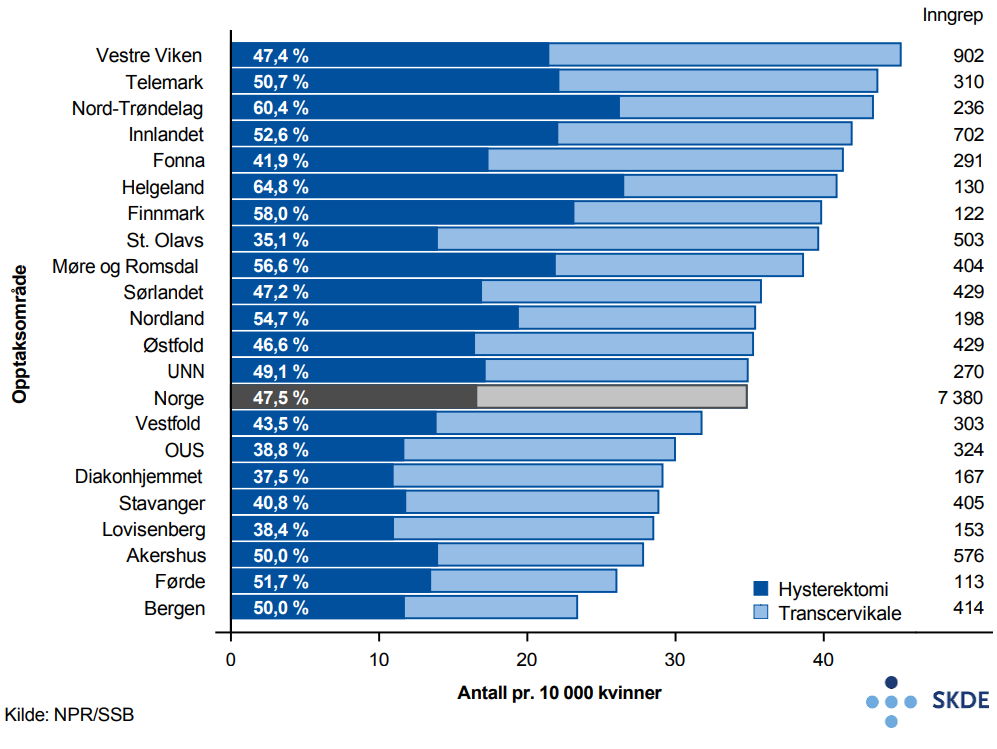 Inngrep
Vestre Viken 47,4 % 902
Telemark 50,7 % 310
Nord-Trøndelag 60,4 % 236
Innlandet 52,6 % 702
Fonna 41,9 % 291
Helgeland 64,8 % 130
Finnmark 58,0 % 122
St. Olavs 35,1 % 503
Møre og Romsdal 56,6 % 404
Sørlandet 47,2 % 429
Nordland 54,7 % 198
Østfold 46,6 % 429
UNN 49,1 % 270
Norge 47,5 % 7 380
Vestfold 43,5 % 303
OUS 38,8 % 324
Diakonhjemmet 37,5 % 167
Stavanger 40,8 % 405
Lovisenberg 38,4 % 153
Akershus 50,0 % 576
Førde 51,7 % 113
Bergen 50,0 % 414
Opptaksområde
Hysterektomi
Transcervikale
0 10 20 30 40
Antall pr. 10 000 kvinner
Kilde: NPR/SSB
SKDE